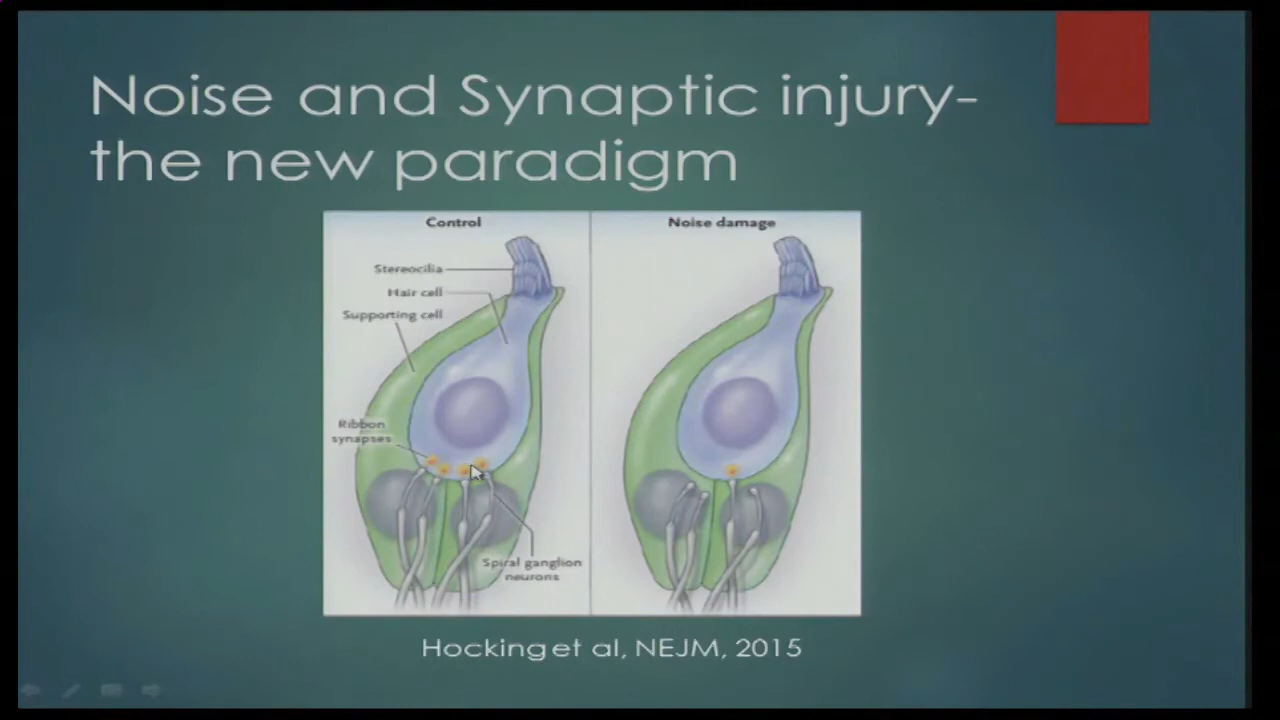 Noise and Synaptic injury-
the new paradigm
Control
Noise damage
Stereocilia
Hair cell
Supporting cell
Ribbon
synapses
Spiral ganglion
neurons
Hocking et al, NEJM, 2015